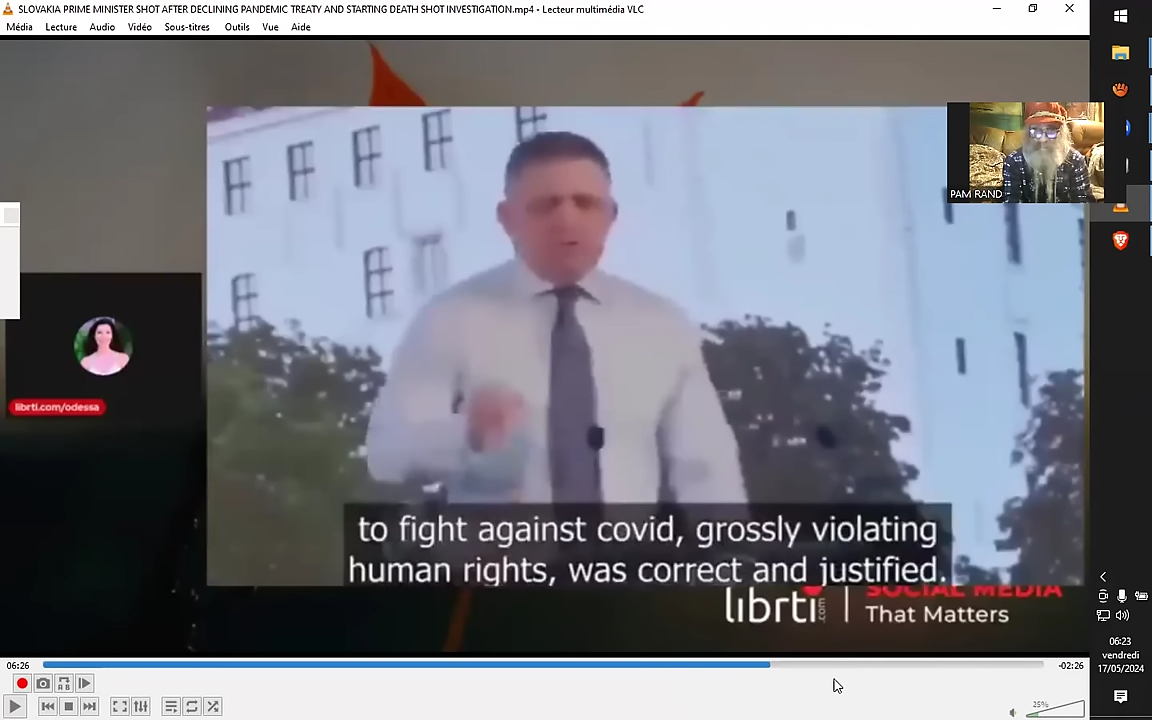 SLOVAKIA PRIME MINISTER SHOT AFTER DECLINING PANDEMIC TREATY AND STARTING DEATH SHOT INVESTIGATION.mp4 - Lecteur multimédia VLC
Média Lecture Audio Vidéo Sous-titres Outils Vue Aide
PAM RAND
librti.com/odessa
to fight against covid, grossly violating
human rights, was correct and justified.
librti.com | SOCIAL MEDIA
That Matters
06:26
-02:26
25%
06:23
vendredi
17/05/2024